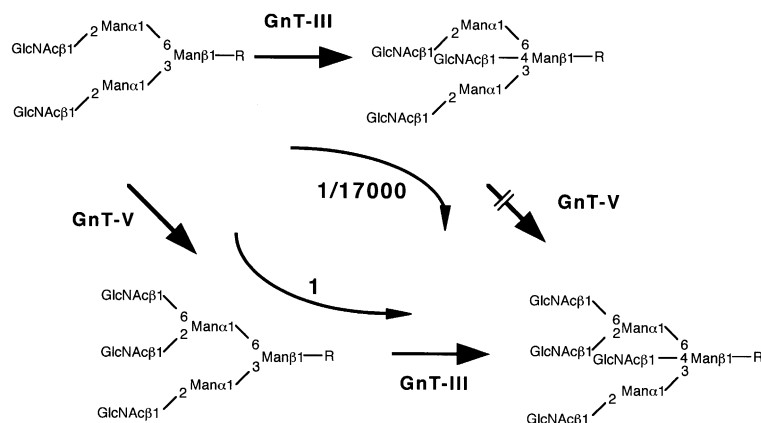 GnT-III
2 Manα1
6
GlcNAcβ1
Manβ1—R
3
2 Manα1
GlcNAcβ1
2 Manα1
6
GlcNAcβ1
GlcNAcβ1—4 Manβ1—R
3
2 Manα1
GlcNAcβ1
1/17000
GnT-V
GnT-V
1
GlcNAcβ1
6
2 Manα1
GlcNAcβ1
6
3 Manβ1—R
2 Manα1
GlcNAcβ1
GnT-III
GlcNAcβ1
6
2 Manα1
GlcNAcβ1
6
GlcNAcβ1—4 Manβ1—R
3
2 Manα1
GlcNAcβ1